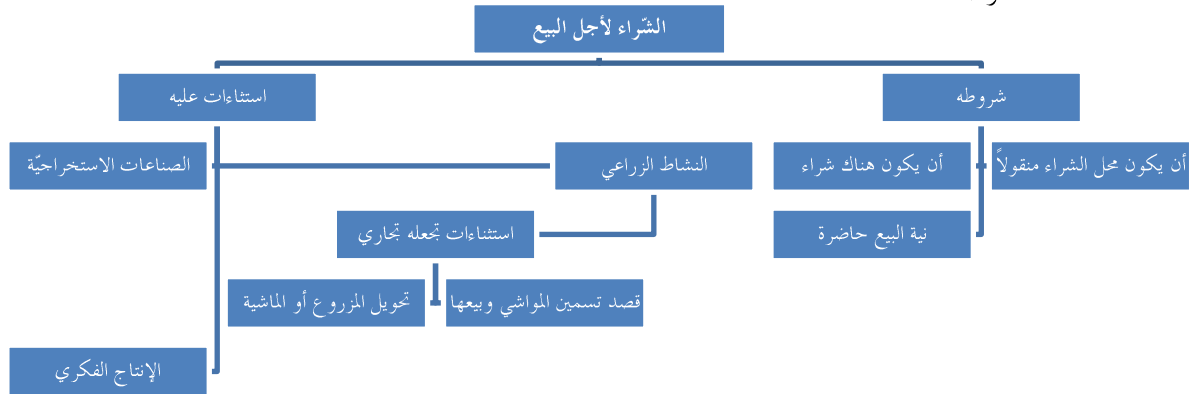 الشّراء لأجل البيع
شروطه
استثاءات عليه
أن يكون محل الشراء منقولاً
أن يكون هناك شراء
النشاط الزراعي
الصناعات الاستخراجيّة
نية البيع حاضرة
استثناءات تجعله تجاري
قصد تسمين المواشي وبيعها
تحويل المزروع أو الماشية
الإنتاج الفكري